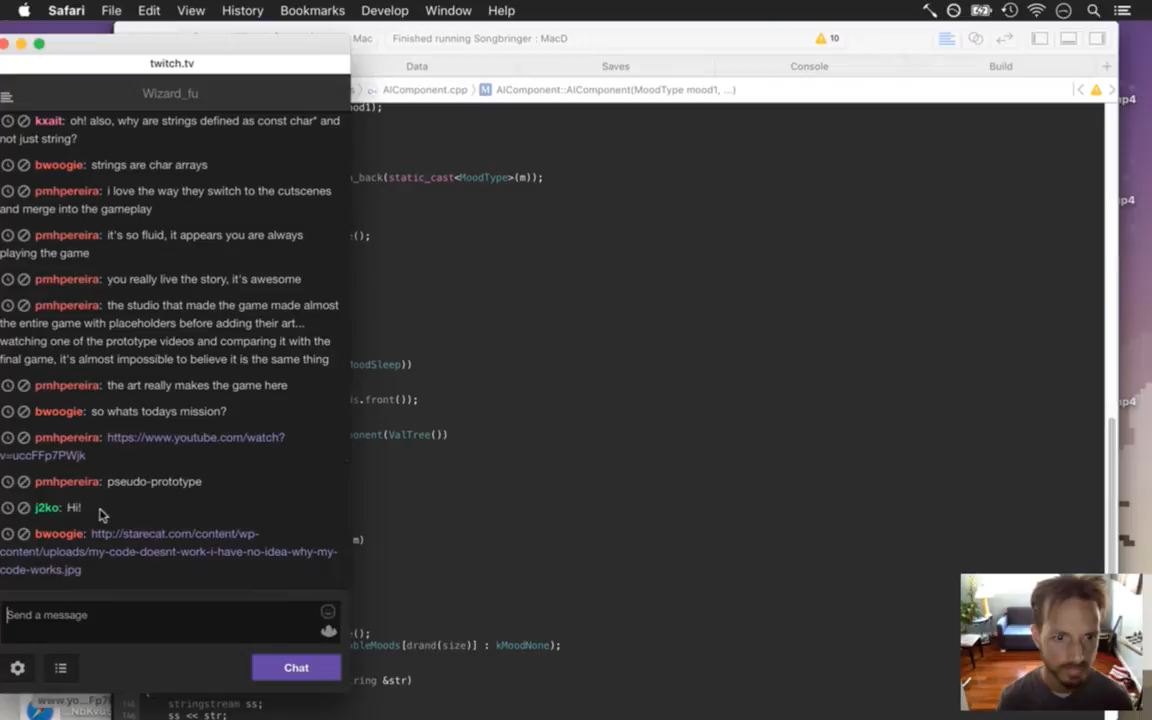 Safari File Edit View History Bookmarks Develop Window Help
Mac Finished running Songbringer : MacD 10
twitch.tv
Data Saves Console Build
Wizard_fu
AIComponent.cpp M AIComponent::AIComponent(MoodType mood1, ...)
ood1);
kxait: oh! also, why are strings defined as const char* and
not just string?
bwoogie: strings are char arrays
_back(static_cast<MoodType>(m));
pmhpereira: i love the way they switch to the cutscenes
and merge into the gameplay
pmhpereira: it's so fluid, it appears you are always
playing the game
e();
pmhpereira: you really live the story, it's awesome
pmhpereira: the studio that made the game made almost
the entire game with placeholders before adding their art...
watching one of the prototype videos and comparing it with the
final game, it's almost impossible to believe it is the same thing
oodSleep))
pmhpereira: the art really makes the game here
s.front());
bwoogie: so whats todays mission?
onent(ValTree())
pmhpereira: https://www.youtube.com/watch?
v=uccFFp7PWjk
pmhpereira: pseudo-prototype
j2ko: Hi!
bwoogie: http://starecat.com/content/wp-
content/uploads/my-code-doesnt-work-i-have-no-idea-why-my-
code-works.jpg
m)
Send a message
e();
bleMoods[drand(size)] : kMoodNone);
Chat
ring &str)
www.yo...Fp7
stringstream ss;
146 ss << str;
mp4